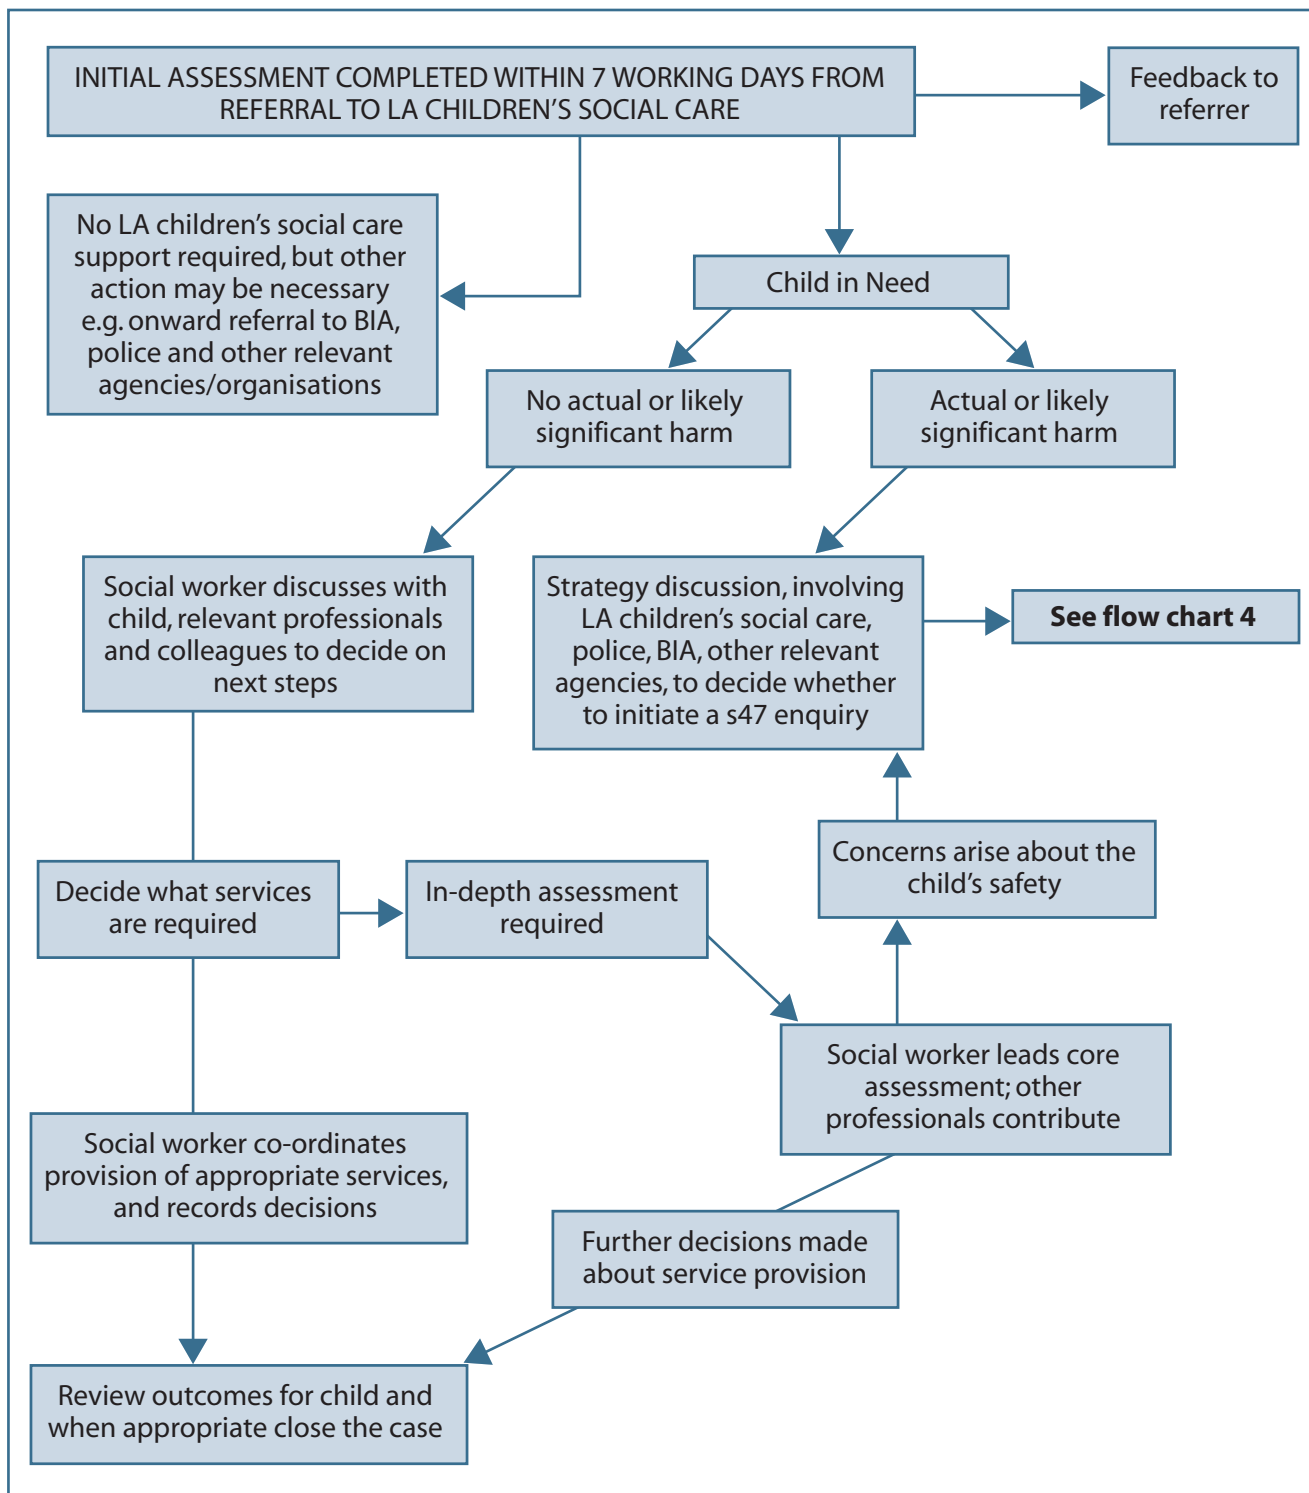 INITIAL ASSESSMENT COMPLETED WITHIN 7 WORKING DAYS FROM
REFERRAL TO LA CHILDREN’S SOCIAL CARE
Feedback to
referrer
No LA children’s social care
support required, but other
action may be necessary
e.g. onward referral to BIA,
police and other relevant
agencies/organisations
Child in Need
No actual or likely
significant harm
Actual or likely
significant harm
Social worker discusses with
child, relevant professionals
and colleagues to decide on
next steps
Strategy discussion, involving
LA children’s social care,
police, BIA, other relevant
agencies, to decide whether
to initiate a s47 enquiry
See flow chart 4
Concerns arise about the
child’s safety
Decide what services
are required
In-depth assessment
required
Social worker leads core
assessment; other
professionals contribute
Social worker co-ordinates
provision of appropriate services,
and records decisions
Further decisions made
about service provision
Review outcomes for child and
when appropriate close the case